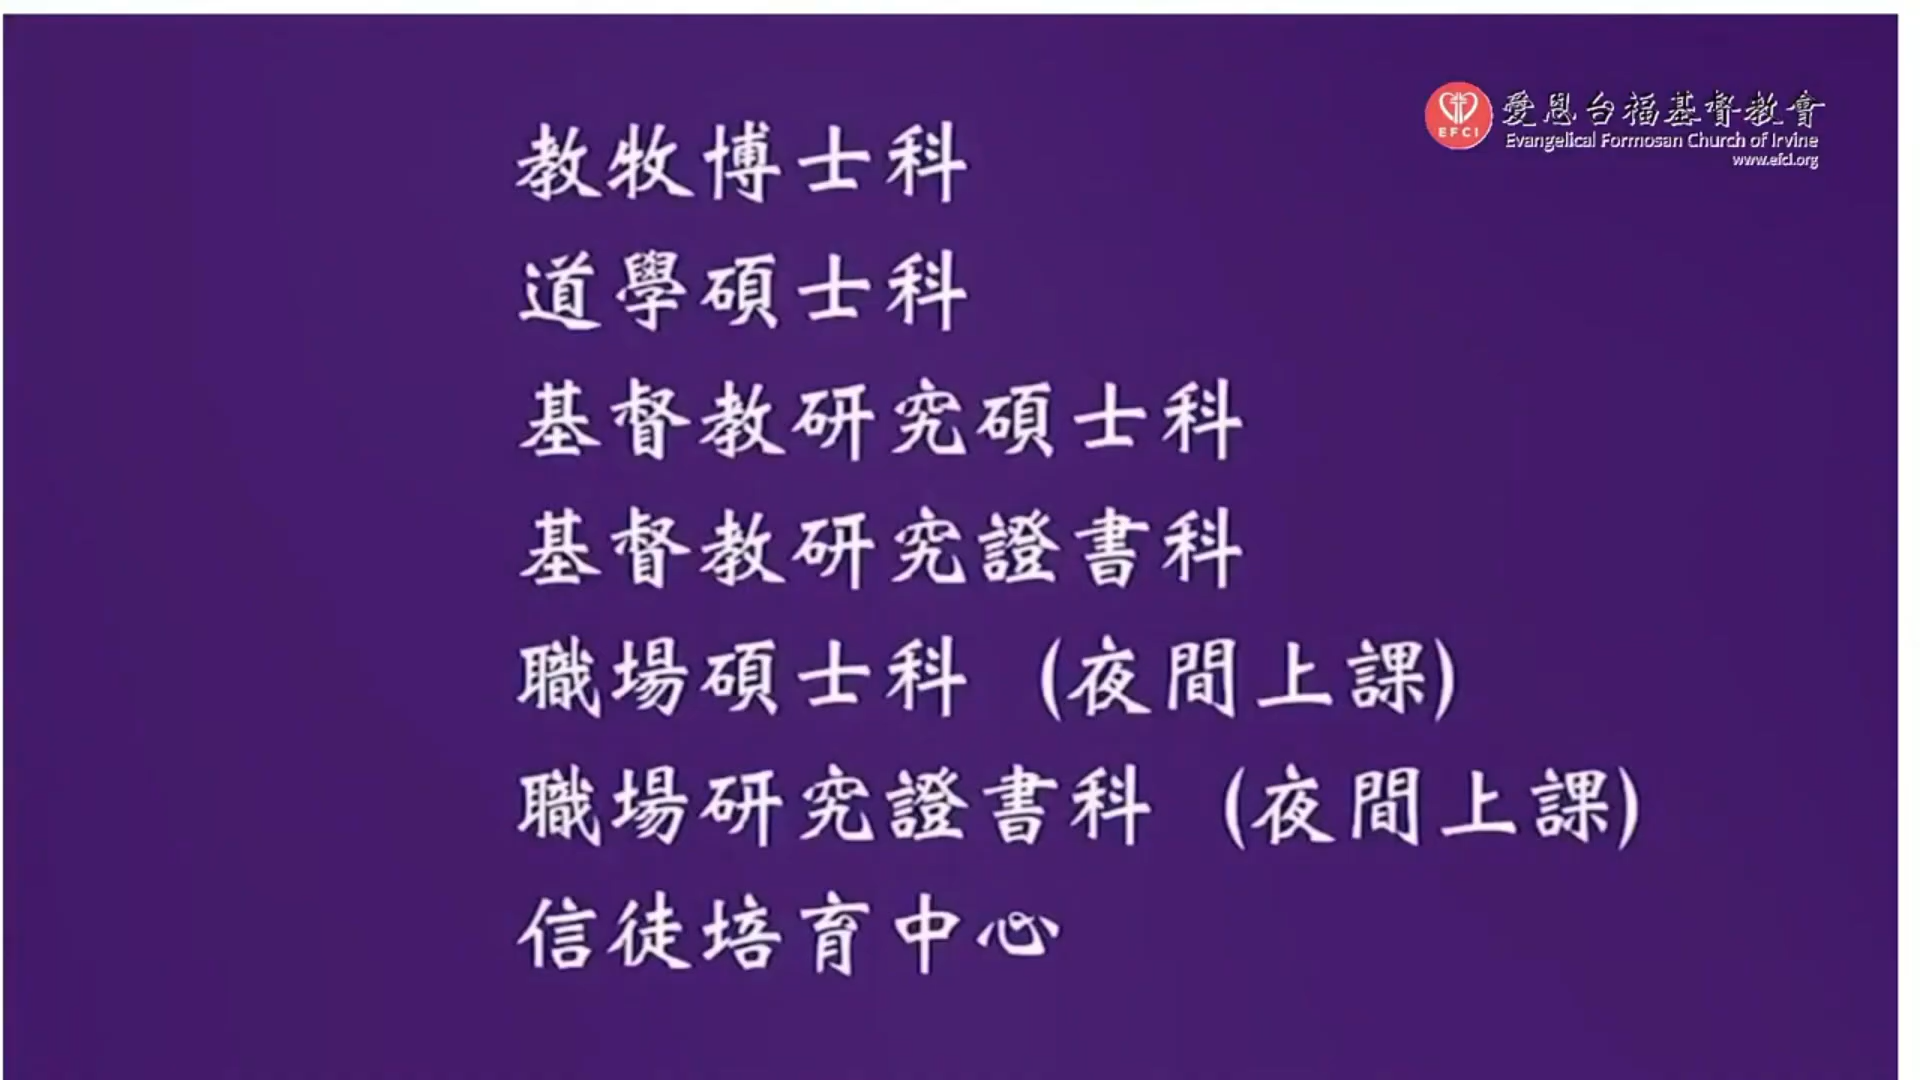 愛恩台福基督教會
EFCI
Evangelical Formosan Church of Irvine
www.efci.org
教牧博士科
道學碩士科
基督教研究碩士科
基督教研究證書科
職場碩士科 (夜間上課)
職場研究證書科 (夜間上課)
信徒培育中心